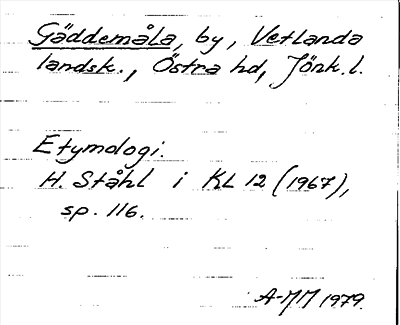 Gäddemåla, by, Vetlanda
landsk., Östra hd, Jönk. l.
Etymologi.
H. Ståhl i KL 12 (1967),
sp. 116.
A-MM 1979.